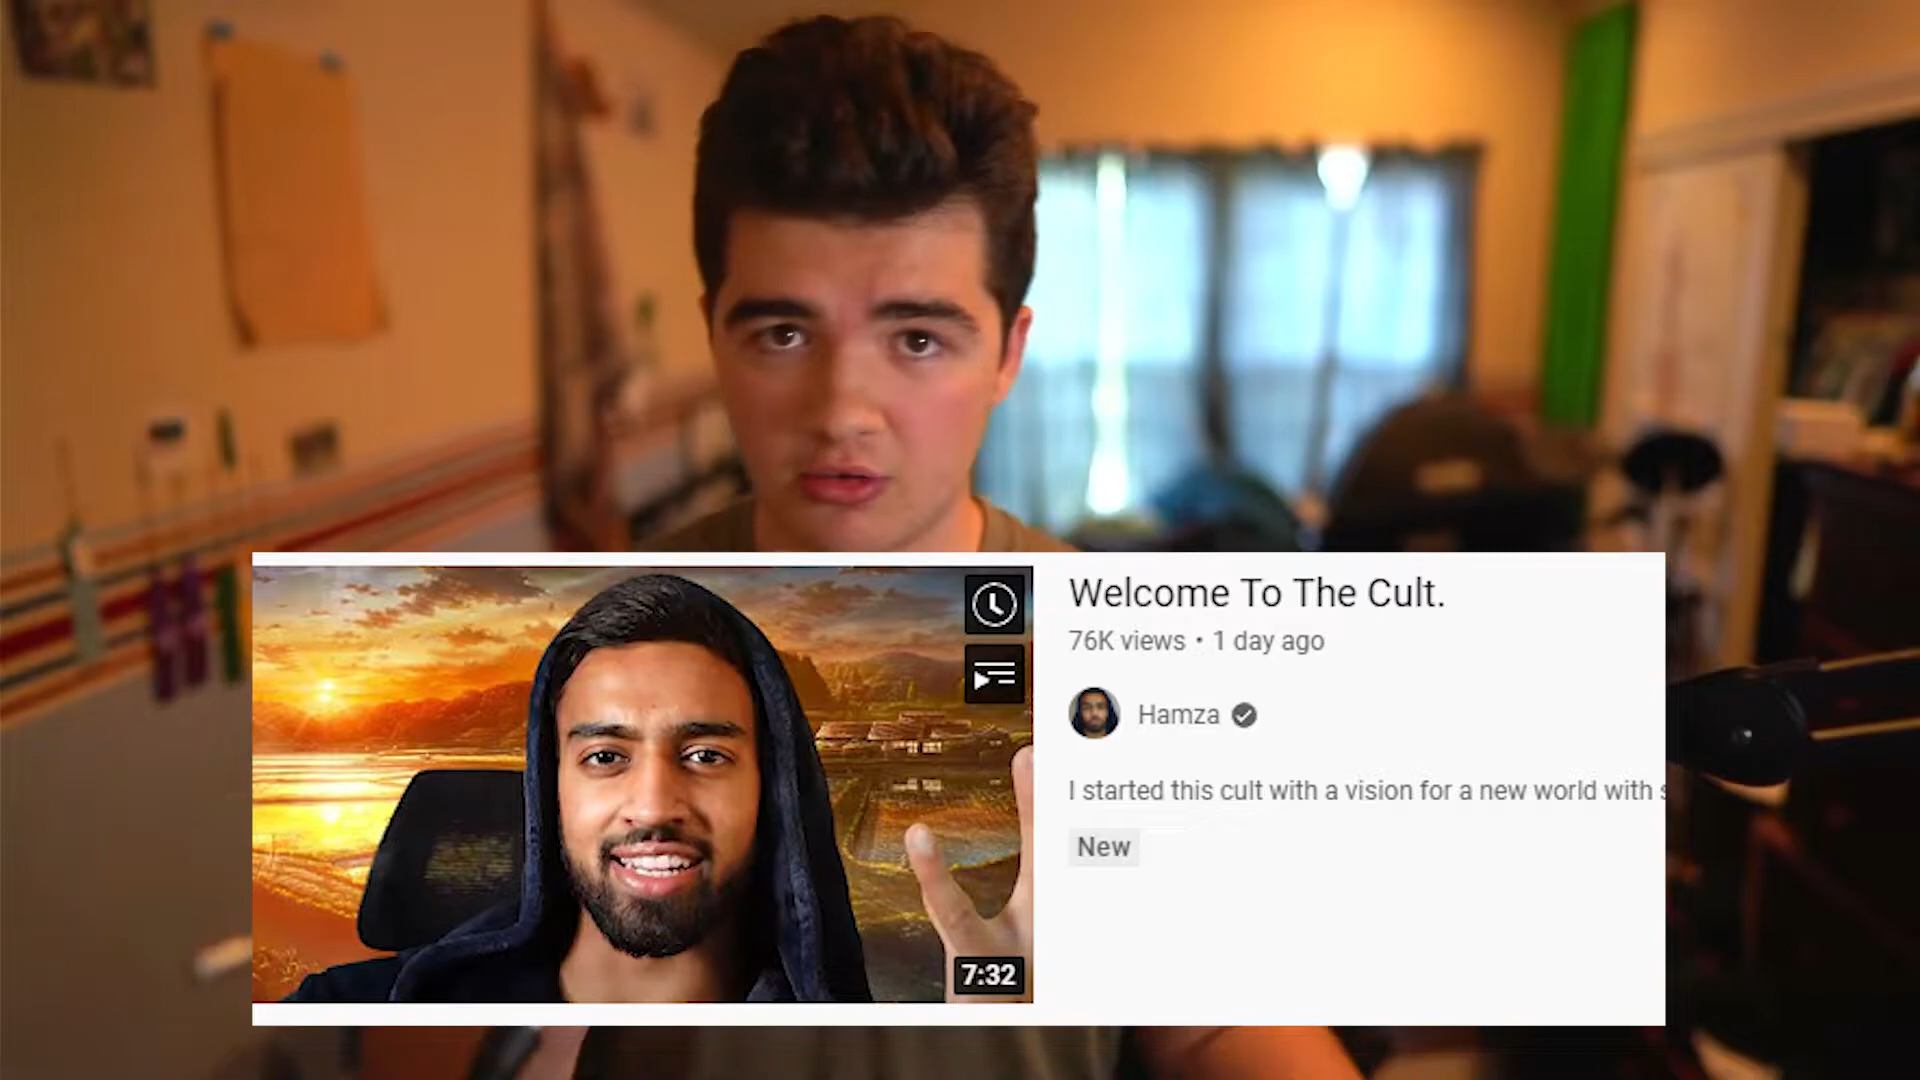 Welcome To The Cult.
76K views • 1 day ago
Hamza
I started this cult with a vision for a new world with s
New
7:32